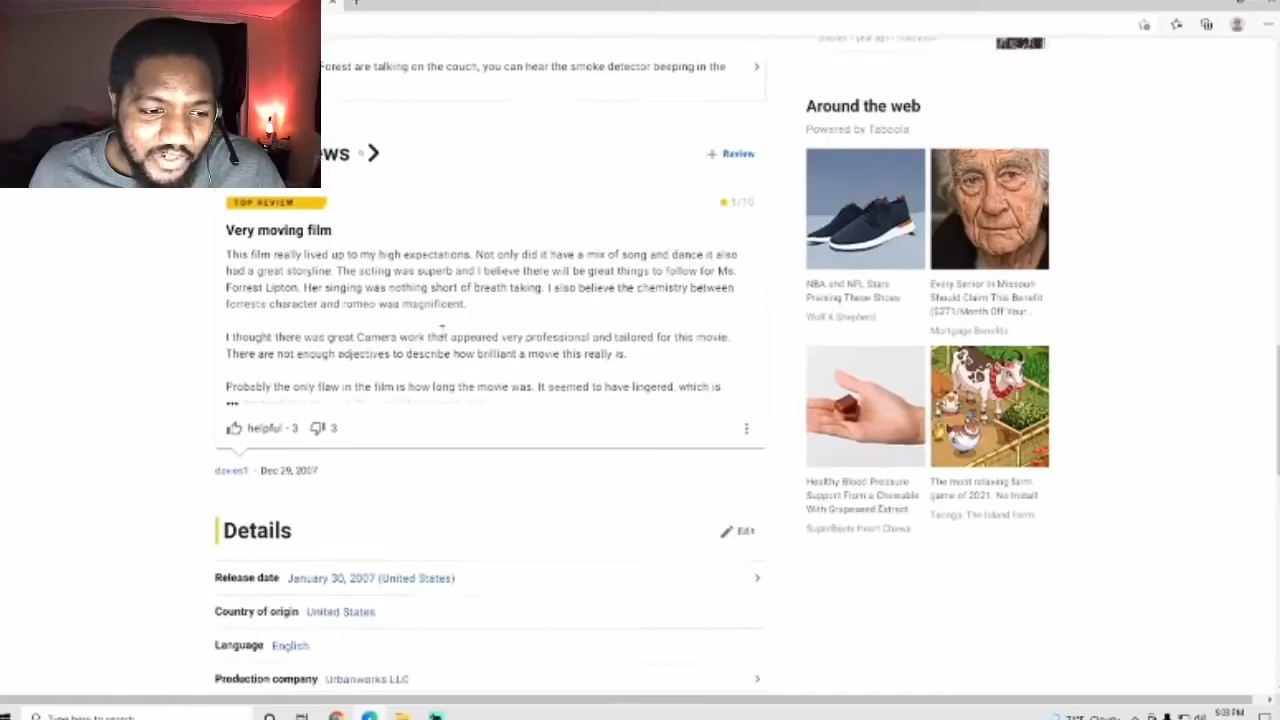 Forest are talking on the couch, you can hear the smoke detector beeping in the
Around the web
Powered by Taboola
ews 6
+ Review
TOP REVIEW
1/10
Very moving film
This film really lived up to my high expectations. Not only did it have a mix of song and dance it also
had a great storyline. The acting was superb and I believe there will be great things to follow for Ms.
Forrest Lipton. Her singing was nothing short of breath taking. I also believe the chemistry between
forrests character and romeo was magnificent.
I thought there was great Camera work that appeared very professional and tailored for this movie.
There are not enough adjectives to describe how brilliant a movie this really is.
Probably the only flaw in the film is how long the movie was. It seemed to have lingered, which is
helpful · 3
3
Dec 29, 2007
NBA and NFL Stars
Praising These Shoes
Wolf & Shepherd
Every Senior In Missouri
Should Claim This Benefit
($271/Month Off Your...
Mortgage Benefits
Healthy Blood Pressure
Support From a Chewable
With Grapeseed Extract
SuperBeets Heart Chews
The most relaxing farm
game of 2021. No Install
Taonga: The Island Farm
Details
Edit
Release date January 30, 2007 (United States)
Country of origin United States
Language English
Production company Urbanworks LLC
Type here to search
Cloudy
9:03 PM